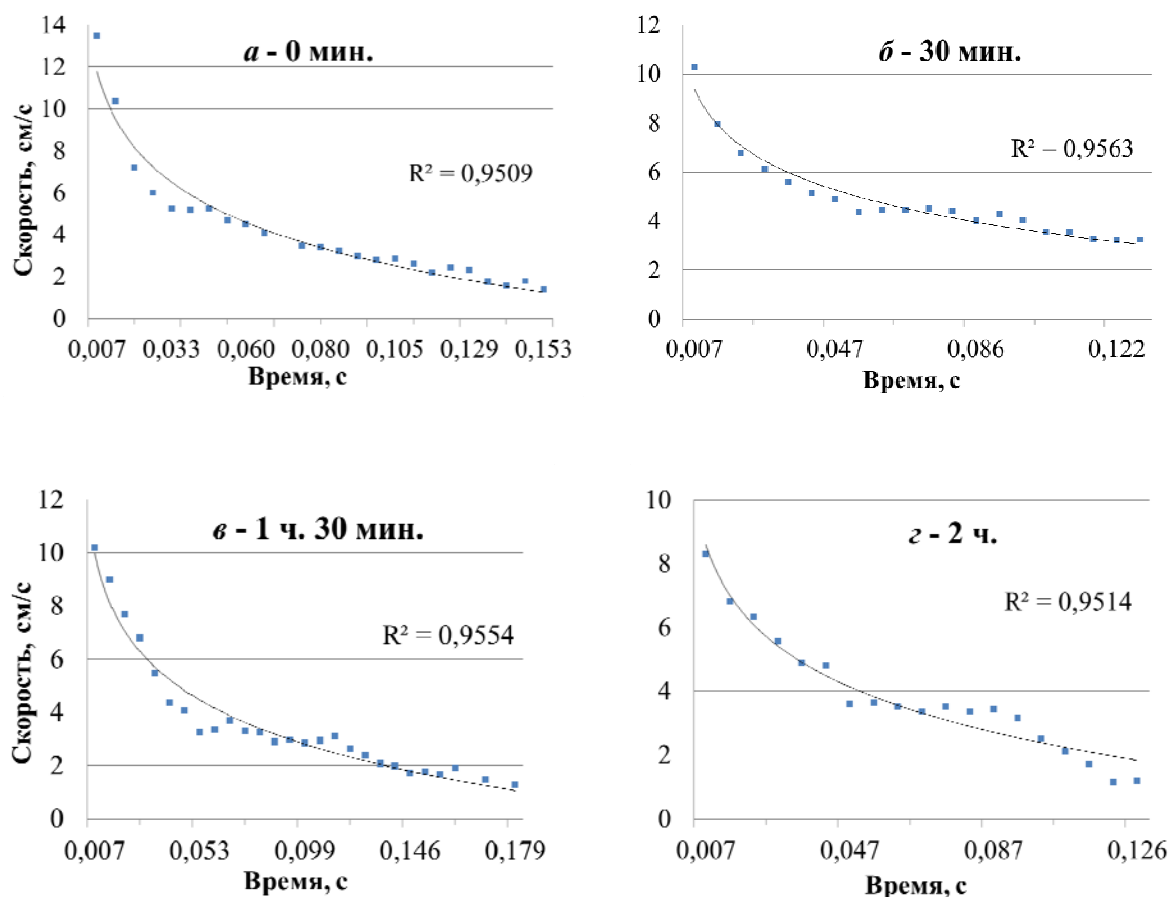 а - 0 мин.
14
12
10
8
6
4
2
0
R² = 0,9509
Скорость, см/с
0,007 0,033 0,060 0,080 0,105 0,129 0,153
Время, с
б - 30 мин.
12
10
8
6
4
2
0
R² – 0,9563
0,007 0,047 0,086 0,122
Время, с
в - 1 ч. 30 мин.
12
10
8
6
4
2
0
R² = 0,9554
Скорость, см/с
0,007 0,053 0,099 0,146 0,179
Время, с
г - 2 ч.
10
8
6
4
2
0
R² = 0,9514
0,007 0,047 0,087 0,126
Время, с